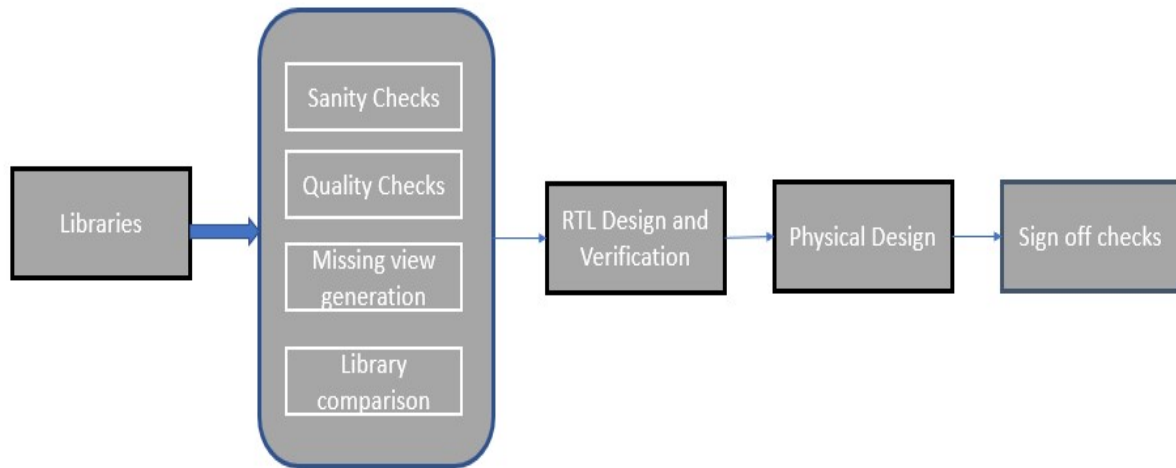 Libraries
Sanity Checks
Quality Checks
Missing view
generation
Library
comparison
RTL Design and
Verification
Physical Design
Sign off checks